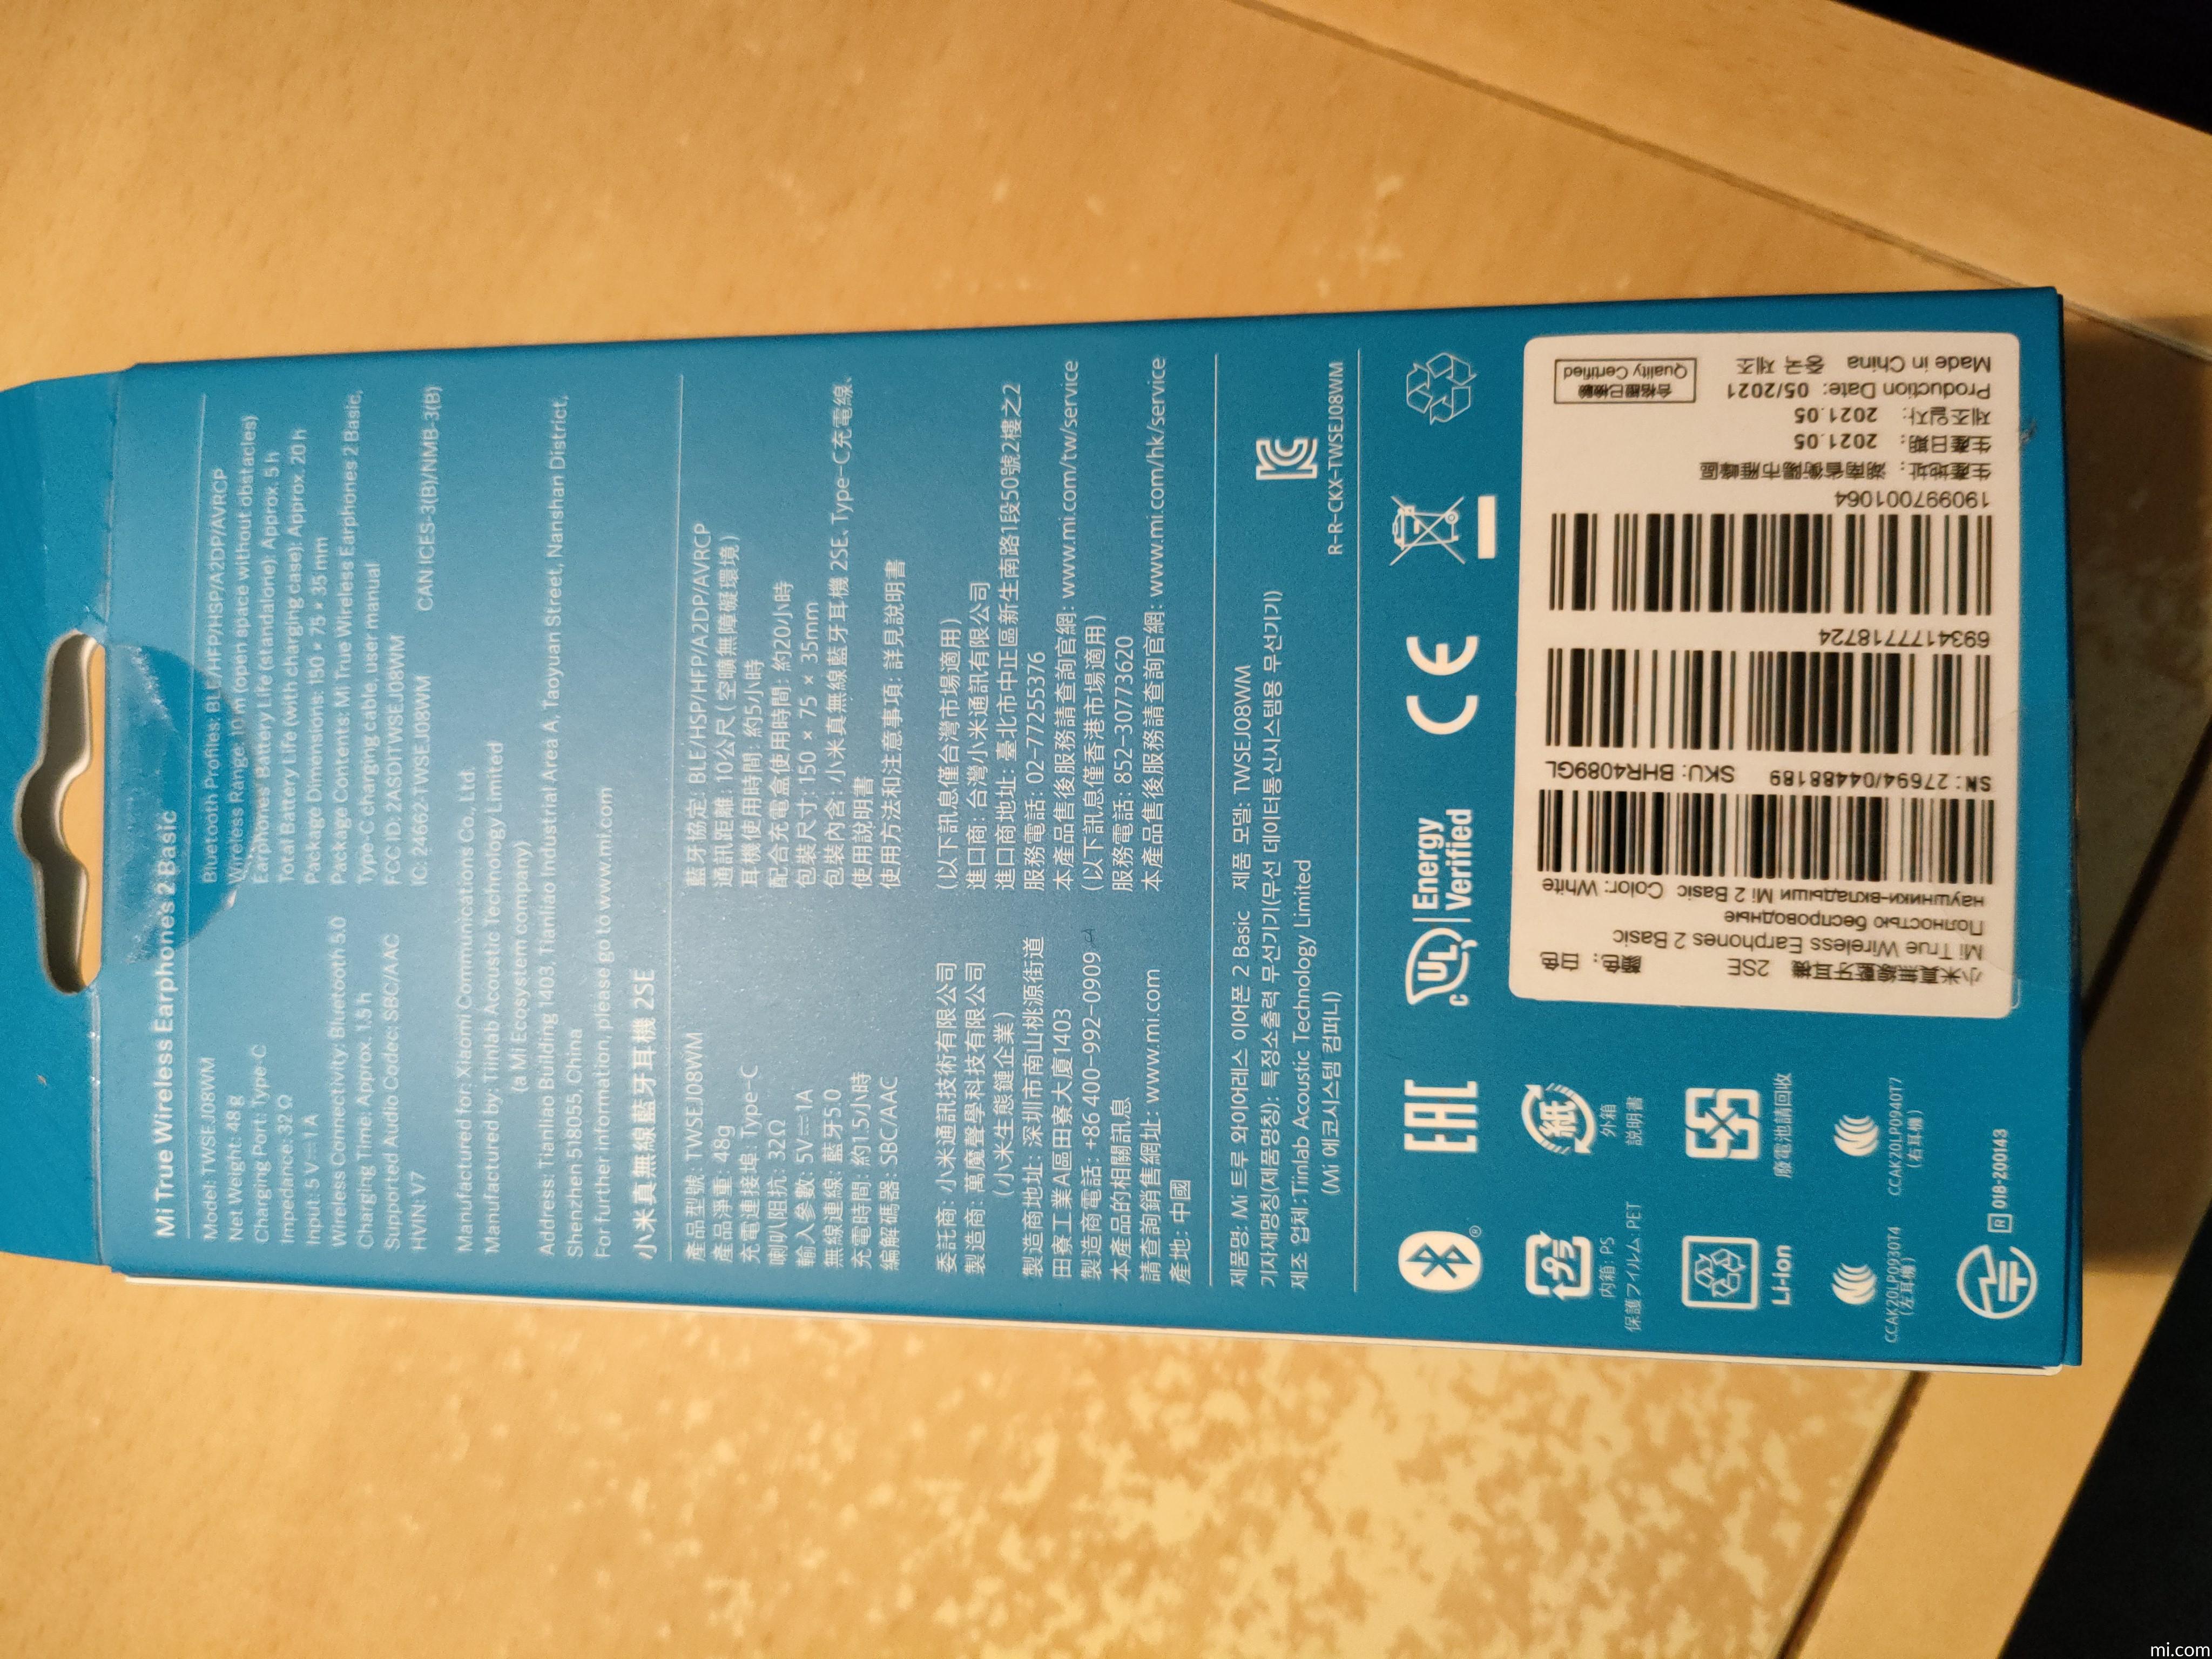 Mi True Wireless Earphones 2 Basic
Model: TWSEJ08WM
Net Weight: 48 g
Charging Port: Type-C
Impedance: 32 Ω
Input: 5 V⎓1 A
Wireless Connectivity: Bluetooth 5.0
Charging Time: Approx. 1.5 h
Supported Audio Codec: SBC/AAC
HVIN: V7
Bluetooth Profiles: BLE/HFP/HSP/A2DP/AVRCP
Wireless Range: 10 m (open space without obstacles)
Earphones' Battery Life (standalone): Approx. 5 h
Total Battery Life (with charging case): Approx. 20 h
Package Dimensions: 150 × 75 × 35 mm
Package Contents: Mi True Wireless Earphones 2 Basic,
Type-C charging cable, user manual
FCC ID: 2ASDITWSEJ08WM
IC: 24662-TWSEJ08WM CAN ICES-3(B)/NMB-3(B)
Manufactured for: Xiaomi Communications Co., Ltd.
Manufactured by: Tiinlab Acoustic Technology Limited
(a Mi Ecosystem company)
Address: Tianliao Building 1403, Tianliao Industrial Area A, Taoyuan Street, Nanshan District,
Shenzhen 518055, China
For further information, please go to www.mi.com
小米真無線藍牙耳機 2SE
產品型號: TWSEJ08WM
產品淨重: 48g
充電連接埠: Type-C
喇叭阻抗: 32Ω
輸入參數: 5V⎓1A
無線連線: 藍牙5.0
充電時間: 約1.5小時
編解碼器: SBC/AAC
藍牙協定: BLE/HSP/HFP/A2DP/AVRCP
通訊距離: 10公尺 (空曠無障礙環境)
耳機使用時間: 約5小時
配合充電盒使用時間: 約20小時
包裝尺寸: 150 × 75 × 35mm
包裝內含: 小米真無線藍牙耳機 2SE、Type-C充電線、
使用說明書
使用方法和注意事項: 詳見說明書
委託商: 小米通訊技術有限公司
製造商: 萬魔聲學科技有限公司
(小米生態鏈企業)
製造商地址: 深圳市南山桃源街道
田寮工業A區田寮大廈1403
製造商電話: +86 400-992-0909
本產品的相關訊息
請查詢銷售網址: www.mi.com
產地: 中國
(以下訊息僅台灣市場適用)
進口商: 台灣小米通訊有限公司
進口商地址: 臺北市中正區新生南路1段50號2樓之2
服務電話: 02-77255376
本產品售後服務請查詢官網: www.mi.com/tw/service
(以下訊息僅香港市場適用)
服務電話: 852-30773620
本產品售後服務請查詢官網: www.mi.com/hk/service
제품명: Mi 트루 와이어레스 이어폰 2 Basic 제품 모델: TWSEJ08WM
기자재명칭(제품명칭): 특정소출력 무선기기(무선 데이터통신시스템용 무선기기)
제조 업체: Tiinlab Acoustic Technology Limited
(Mi 에코시스템 컴퍼니)
R-R-CKX-TWSEJ08WM
EAC
c UL Energy
Verified
CE
プラ
内箱: PS
保護フィルム: PET
紙
外箱
説明書
Li-ion
廢電池請回收
CCAK20LP0930T4
(左耳機)
CCAK20LP0940T7
(右耳機)
R 018-200143
小米真無線藍牙耳機 2SE 顏色: 白色
Mi True Wireless Earphones 2 Basic
Полностью беспроводные
наушники-вкладыши Mi 2 Basic Color: White
SN: 27694/04488189 SKU: BHR4089GL
6934177718724
190997001064
生產地址: 湖南省衡陽市雁峰區
生產日期: 2021.05
제조일자: 2021.05
Production Date: 05/2021
Made in China 중국 제조
合格證已檢驗
Quality Certified
mi.com